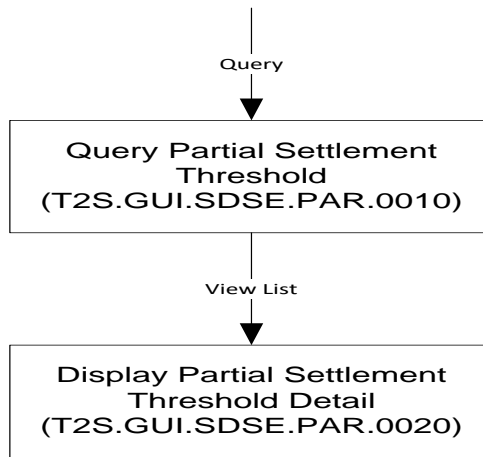 Query
Query Partial Settlement
Threshold
(T2S.GUI.SDSE.PAR.0010)
View List
Display Partial Settlement
Threshold Detail
(T2S.GUI.SDSE.PAR.0020)